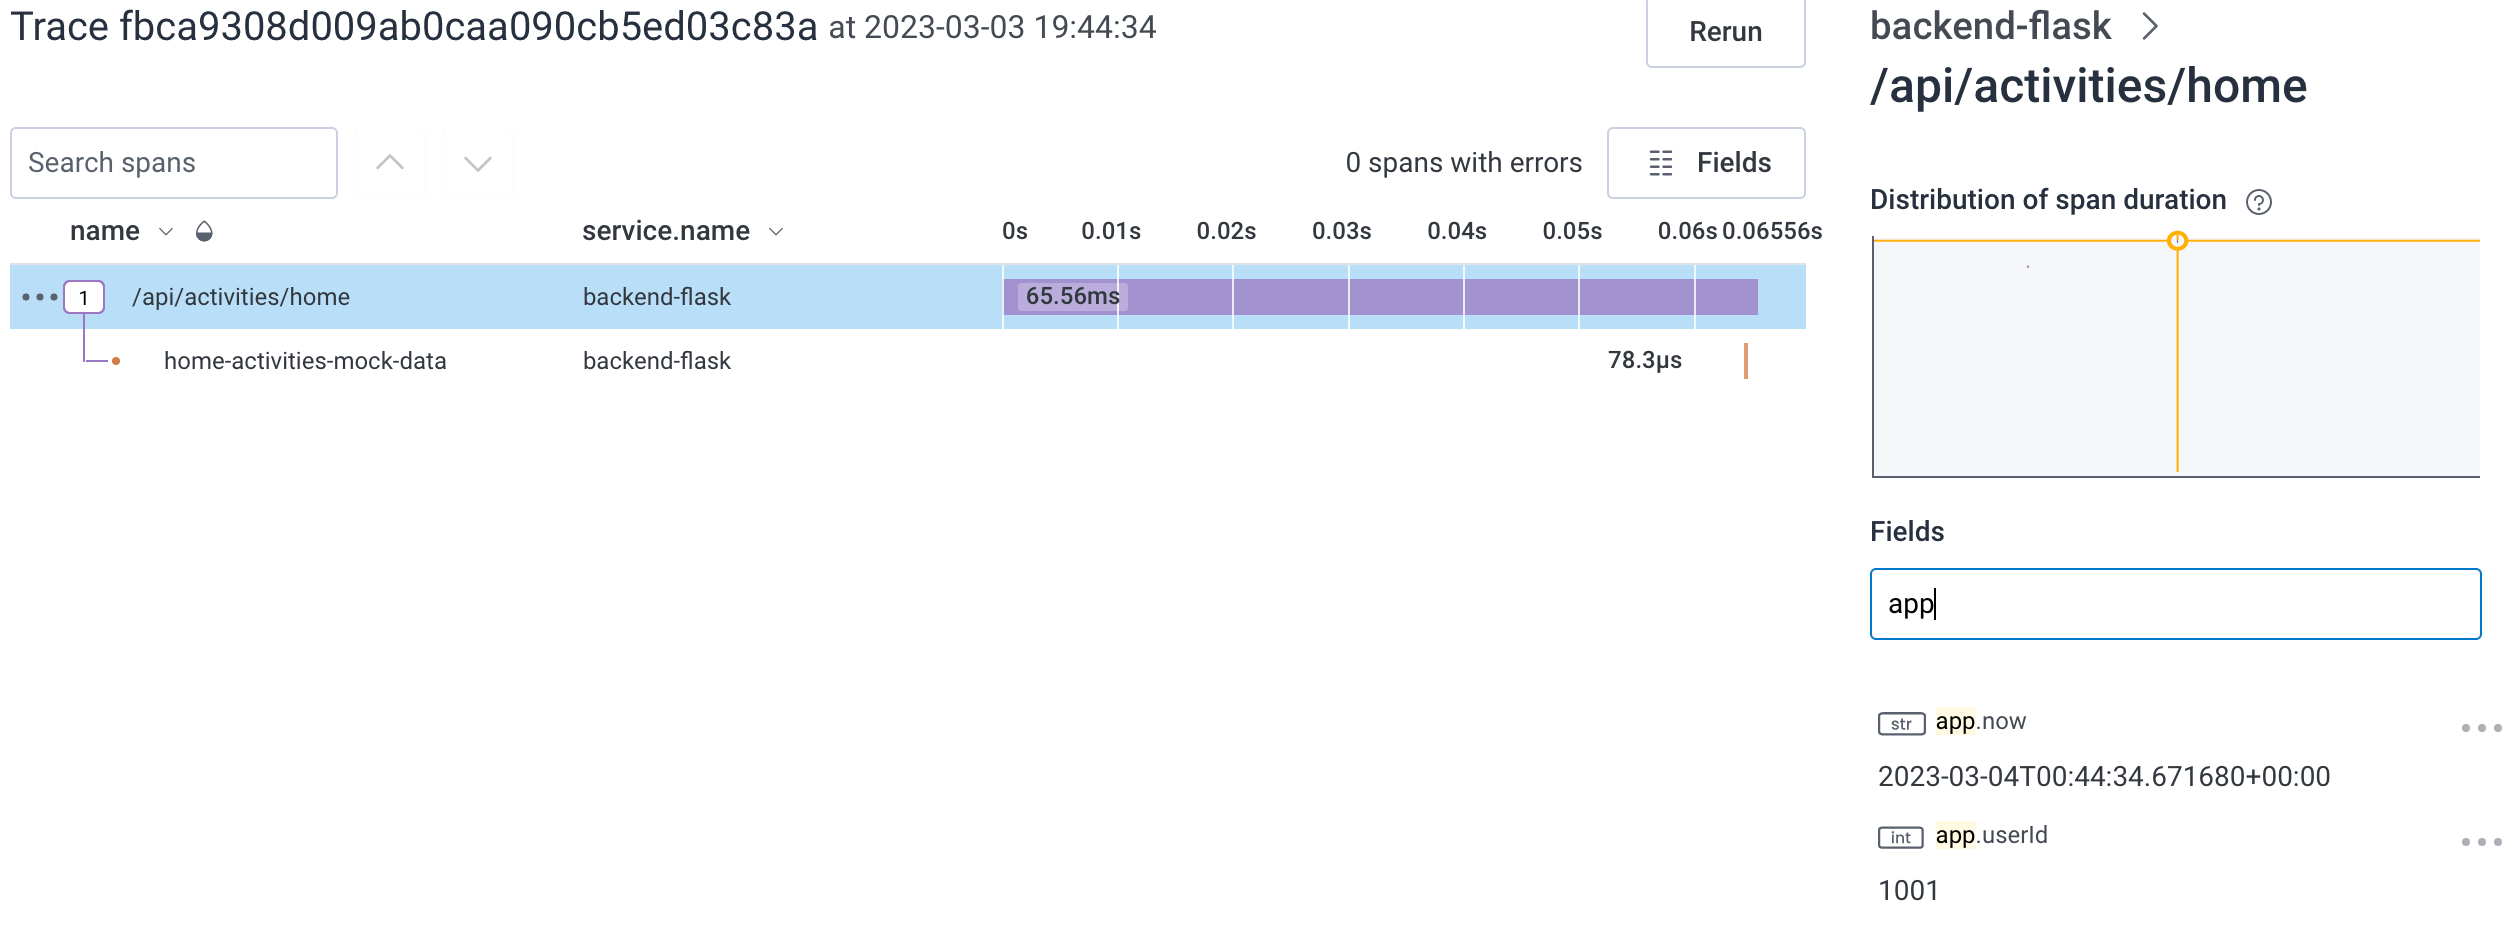 Trace fbca9308d009ab0caa090cb5ed03c83a at 2023-03-03 19:44:34
Rerun
Search spans
0 spans with errors
Fields
name service.name 0s 0.01s 0.02s 0.03s 0.04s 0.05s 0.06s 0.06556s
1 /api/activities/home backend-flask 65.56ms
home-activities-mock-data backend-flask 78.3µs
backend-flask
/api/activities/home
Distribution of span duration ?
Fields
app
str app.now
2023-03-04T00:44:34.671680+00:00
int app.userId
1001